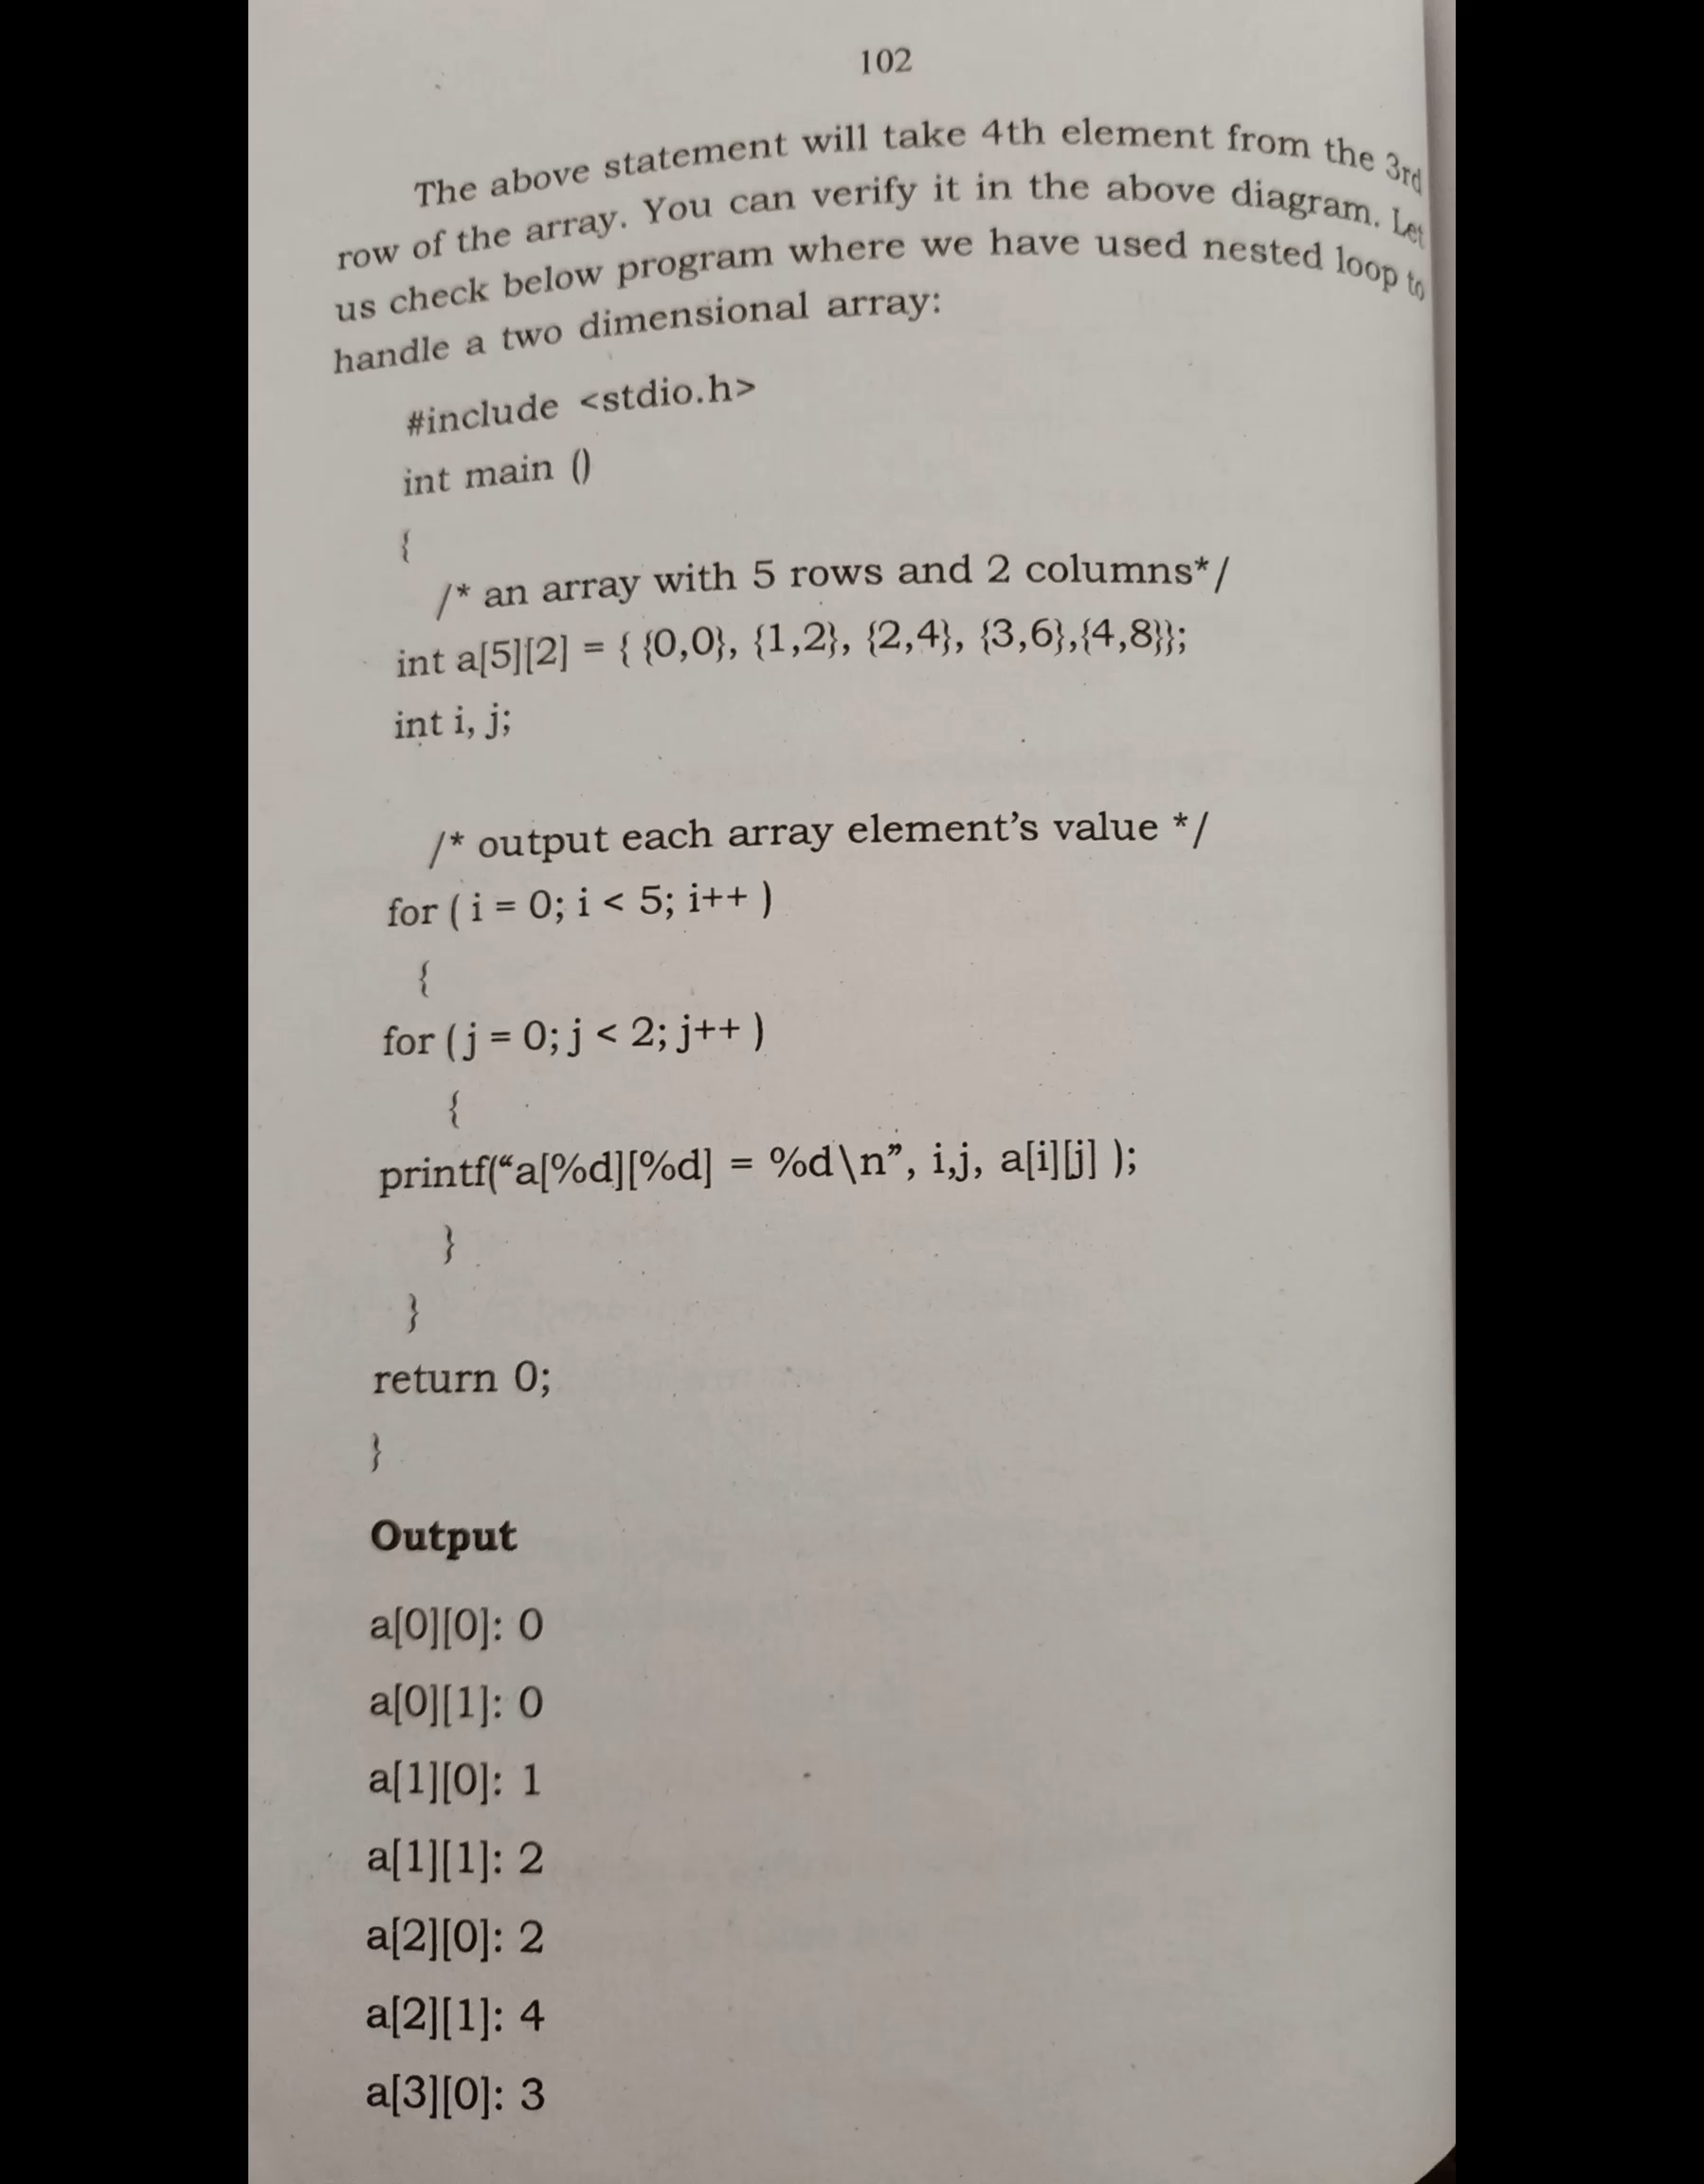 102
The above statement will take 4th element from the 3rd
row of the array. You can verify it in the above diagram. Let
us check below program where we have used nested loop to
handle a two dimensional array:
#include <stdio.h>
int main ()
{
/* an array with 5 rows and 2 columns*/
int a[5][2] = { {0,0}, {1,2}, {2,4}, {3,6},{4,8}};
int i, j;
/* output each array element’s value */
for ( i = 0; i < 5; i++ )
{
for ( j = 0; j < 2; j++ )
{
printf(“a[%d][%d] = %d\n”, i,j, a[i][j] );
}
}
return 0;
}
Output
a[0][0]: 0
a[0][1]: 0
a[1][0]: 1
a[1][1]: 2
a[2][0]: 2
a[2][1]: 4
a[3][0]: 3